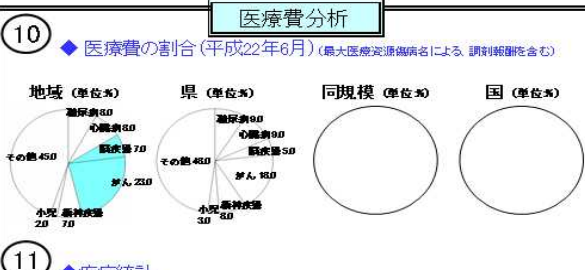 医療費分析
⑩
◆ 医療費の割合(平成22年6月)(最大医療資源傷病名による、調剤報酬を含む)
地域 (単位%)
県 (単位%)
同規模 (単位%)
国 (単位%)
糖尿病8.0
心臓病8.0
脳疾患 7.0
がん 23.0
精神疾患 7.0
小児 2.0
その他 45.0
糖尿病9.0
心臓病9.0
脳疾患 5.0
がん 18.0
精神疾患 8.0
小児 3.0
その他 48.0
⑪
◆疾病統計